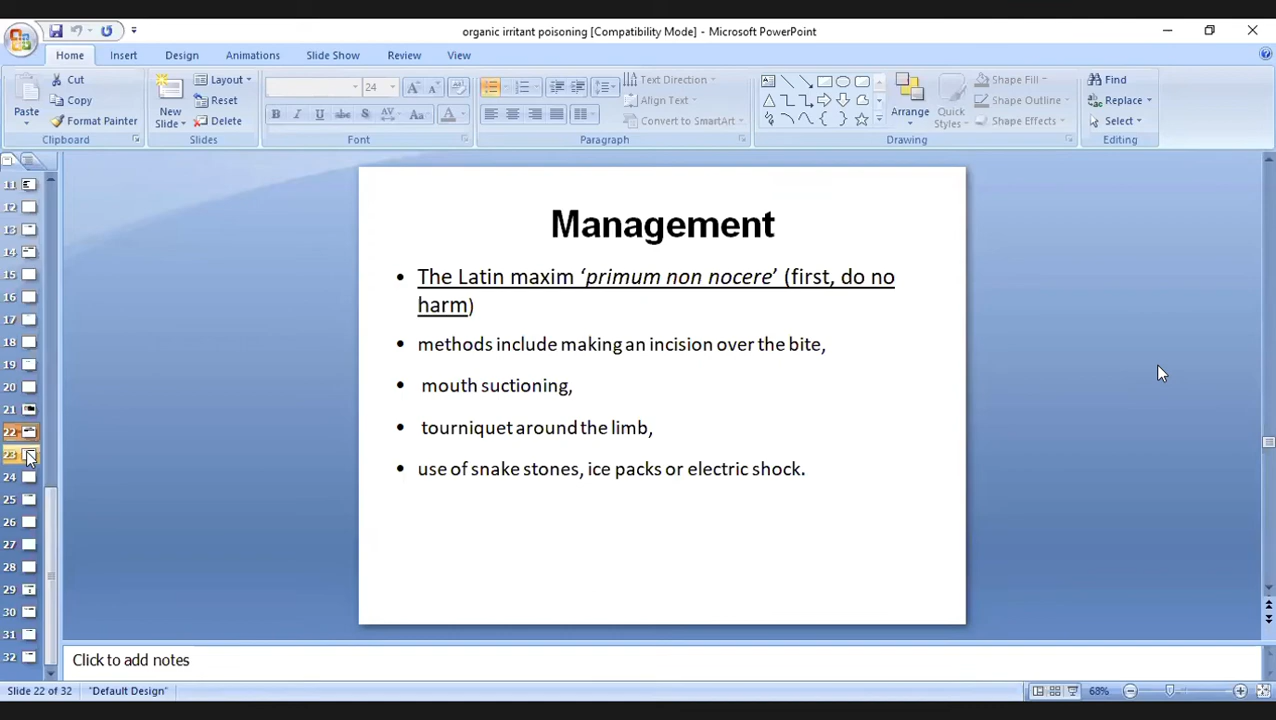 organic irritant poisoning [Compatibility Mode] - Microsoft PowerPoint
Home Insert Design Animations Slide Show Review View
Cut
Copy
Format Painter
Paste
Clipboard
New
Slide
Layout
Reset
Delete
Slides
24
B I U abe S AV Aa A
Font
Text Direction
Align Text
Convert to SmartArt
Paragraph
Arrange
Quick
Styles
Shape Fill
Shape Outline
Shape Effects
Drawing
Find
Replace
Select
Editing
11
12
13
14
15
16
17
18
19
20
21
22
23
24
25
26
27
28
29
30
31
32
Management
• The Latin maxim ‘primum non nocere’ (first, do no
harm)
• methods include making an incision over the bite,
• mouth suctioning,
• tourniquet around the limb,
• use of snake stones, ice packs or electric shock.
Click to add notes
Slide 22 of 32 "Default Design" 68%